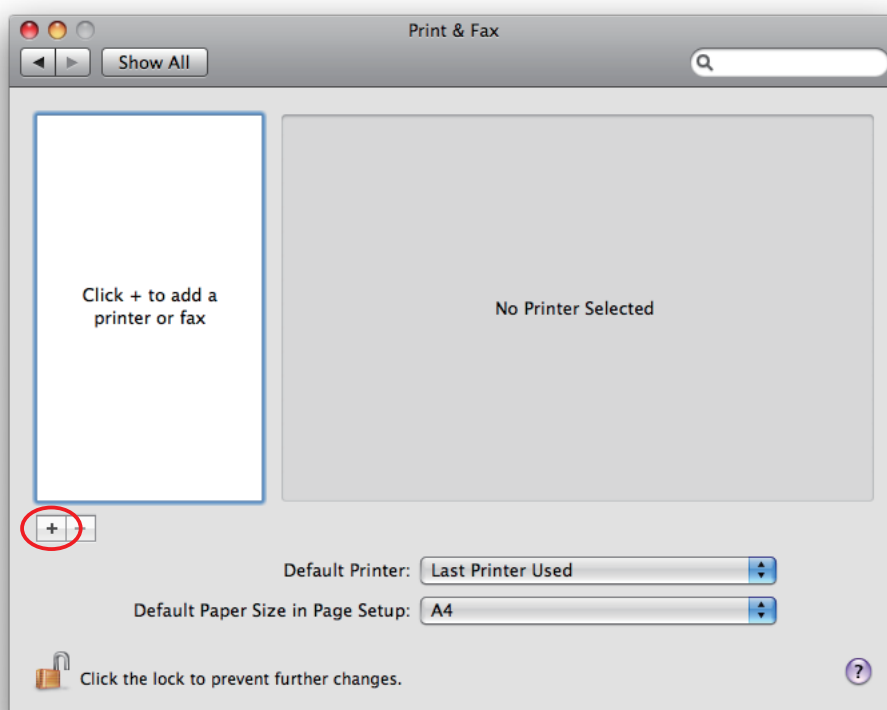 Print & Fax
Show All
Click + to add a
printer or fax
No Printer Selected
+ −
Default Printer: Last Printer Used
Default Paper Size in Page Setup: A4
Click the lock to prevent further changes.
?